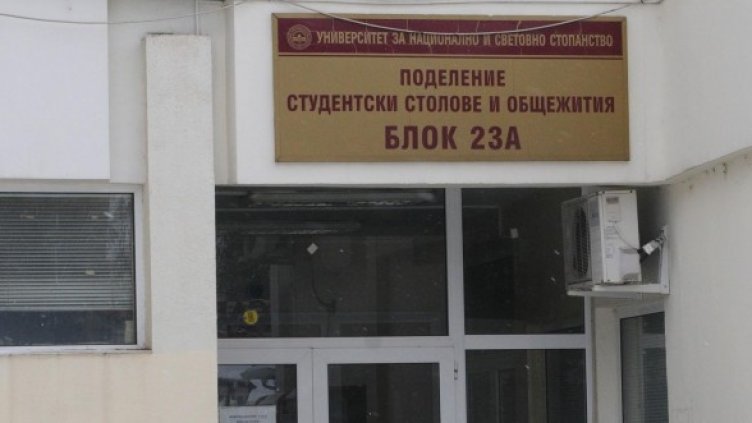 УНИВЕРСИТЕТ ЗА НАЦИОНАЛНО И СВЕТОВНО СТОПАНСТВО
ПОДЕЛЕНИЕ
СТУДЕНТСКИ СТОЛОВЕ И ОБЩЕЖИТИЯ
БЛОК 23А